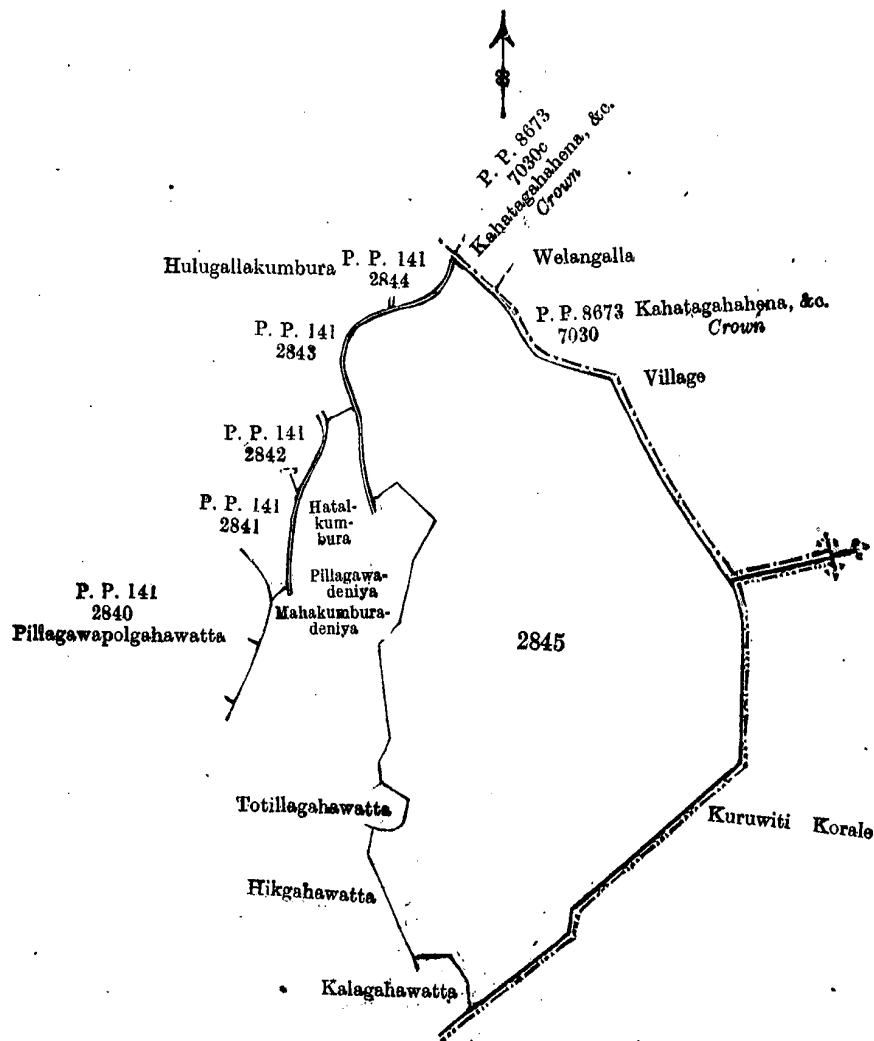 P. P. 8673
7030c
Kahatagahahena, &c.
Crown
Hulugallakumbura
P. P. 141
2844
Welangalla
P. P. 141
2843
P. P. 8673 Kahatagahahena, &c.
7030 Crown
Village
P. P. 141
2842
P. P. 141
2841
Hatal-
kum-
bura
Pillagawa-
deniya
P. P. 141
2840
Pillagawapolgahawatta
Mahakumbura-
deniya
2845
Totillagahawatta
Kuruwiti Korale
Hikgahawatta
Kalagahawatta